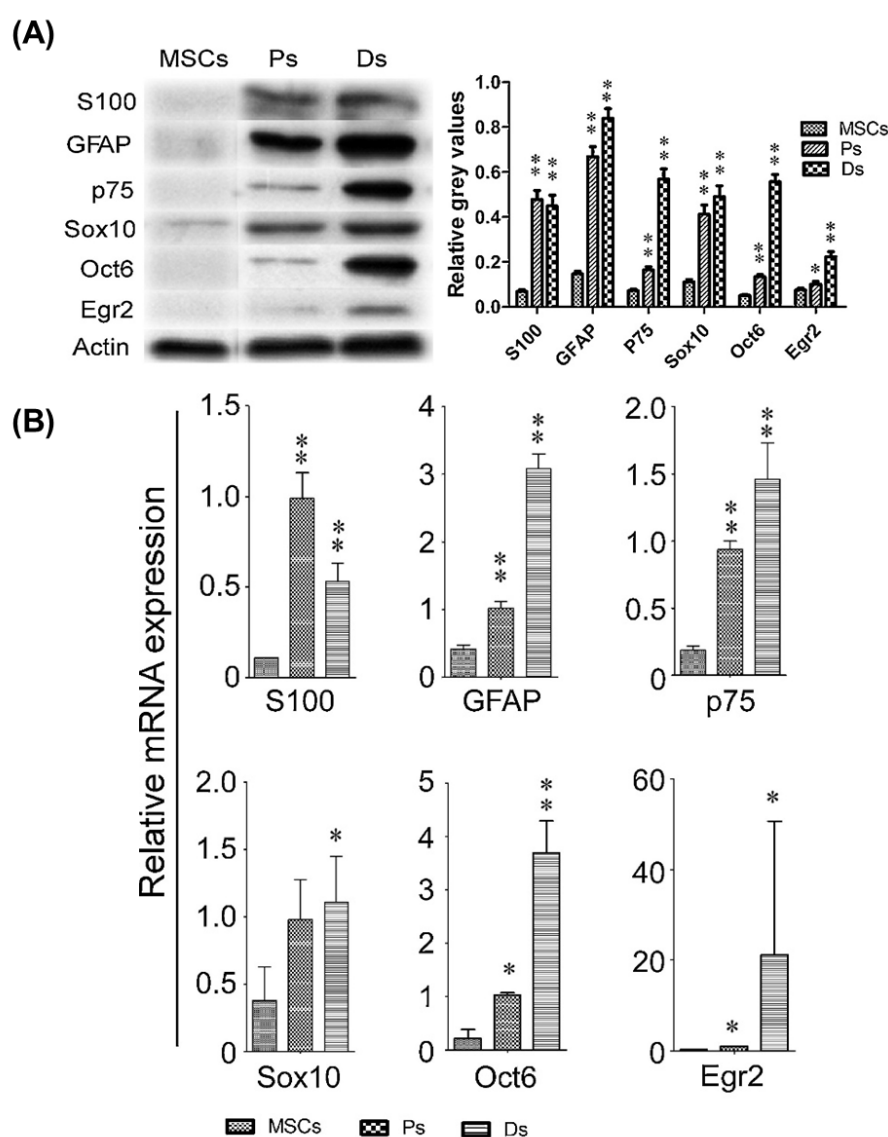 (A)
MSCs Ps Ds
S100
GFAP
p75
Sox10
Oct6
Egr2
Actin
Relative grey values
1.0
0.8
0.6
0.4
0.2
0.0
** ** ** ** ** ** ** ** ** ** * **
S100 GFAP P75 Sox10 Oct6 Egr2
MSCs
Ps
Ds
(B)
Relative mRNA expression
1.5
1.0
0.5
0
** **
S100
4
3
2
1
0
** **
GFAP
2.0
1.5
1.0
0.5
0
** **
p75
2.0
1.5
1.0
0.5
0
*
Sox10
5
4
3
2
1
0
* **
Oct6
60
40
20
0
* *
Egr2
MSCs Ps Ds